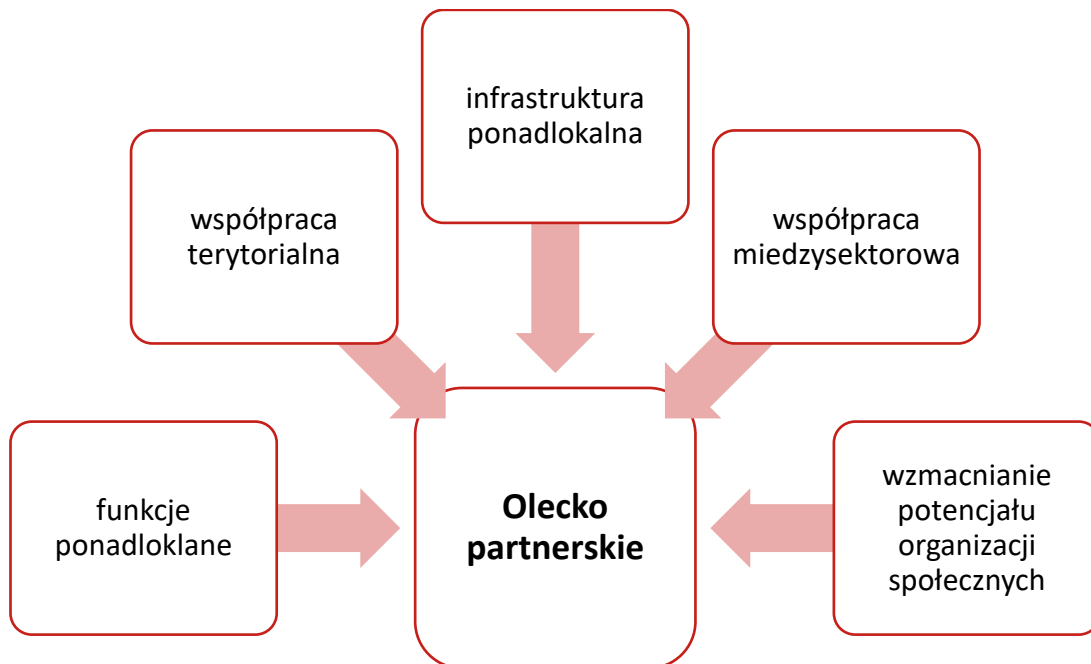 infrastruktura
ponadlokalna
współpraca
terytorialna
współpraca
miedzysektorowa
funkcje
ponadloklane
Olecko
partnerskie
wzmacnianie
potencjału
organizacji
społecznych